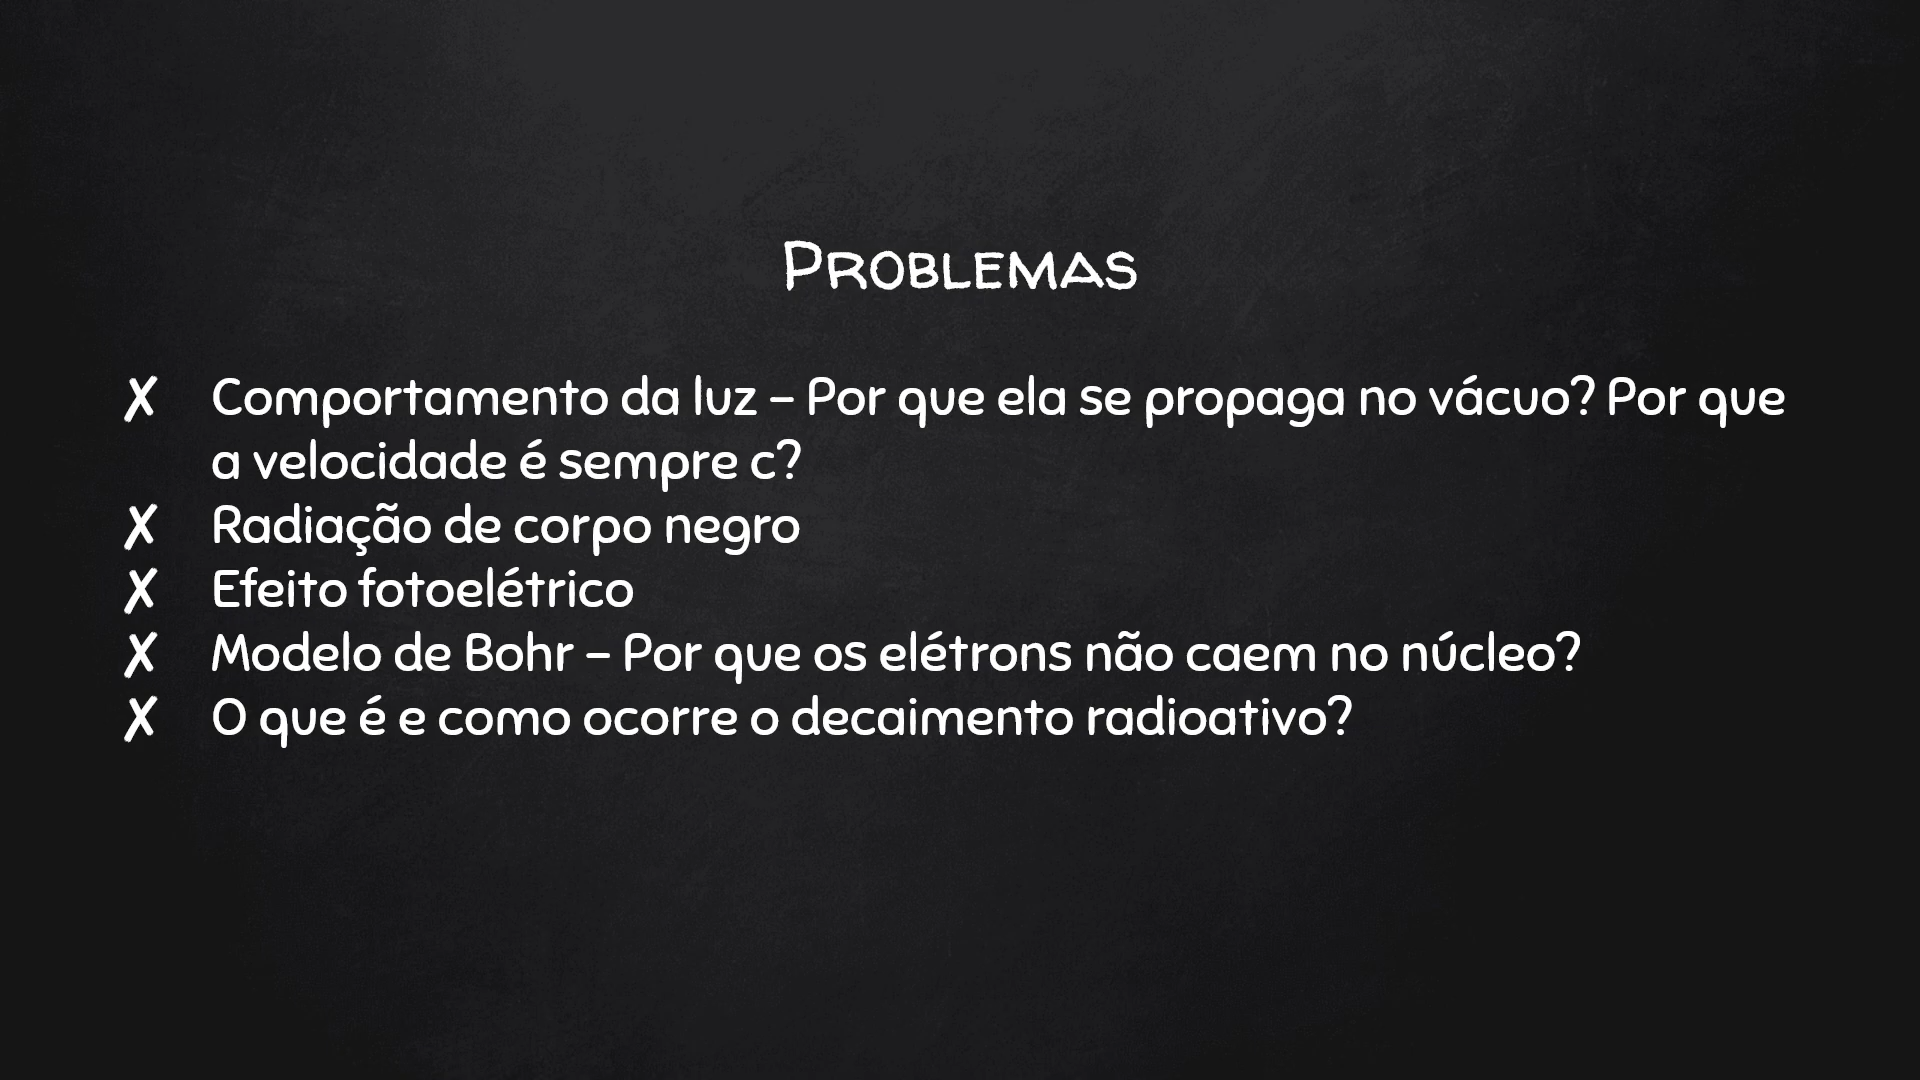 Problemas
✗ Comportamento da luz – Por que ela se propaga no vácuo? Por que
a velocidade é sempre c?
✗ Radiação de corpo negro
✗ Efeito fotoelétrico
✗ Modelo de Bohr – Por que os elétrons não caem no núcleo?
✗ O que é e como ocorre o decaimento radioativo?